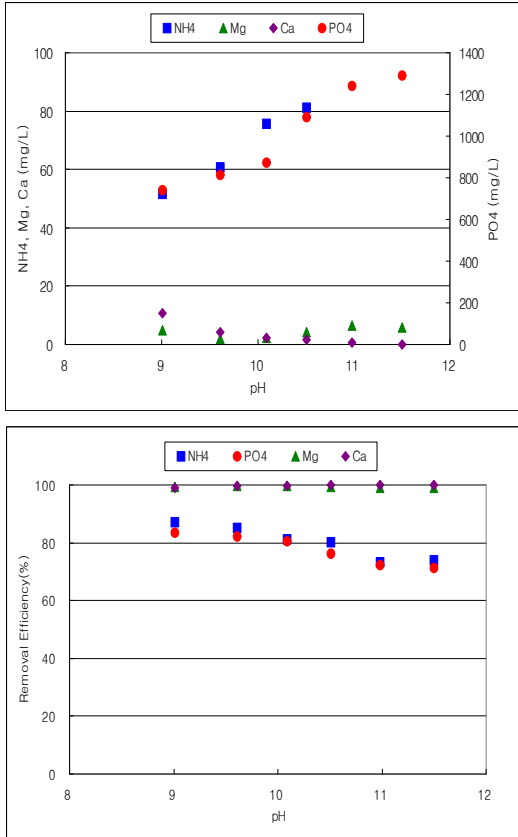 NH4 Mg Ca PO4
NH4, Mg, Ca (mg/L)
100
80
60
40
20
0
PO4 (mg/L)
1400
1200
1000
800
600
400
200
0
8 9 10 11 12
pH
NH4 PO4 Mg Ca
Removal Efficiency(%)
100
80
60
40
20
0
8 9 10 11 12
pH